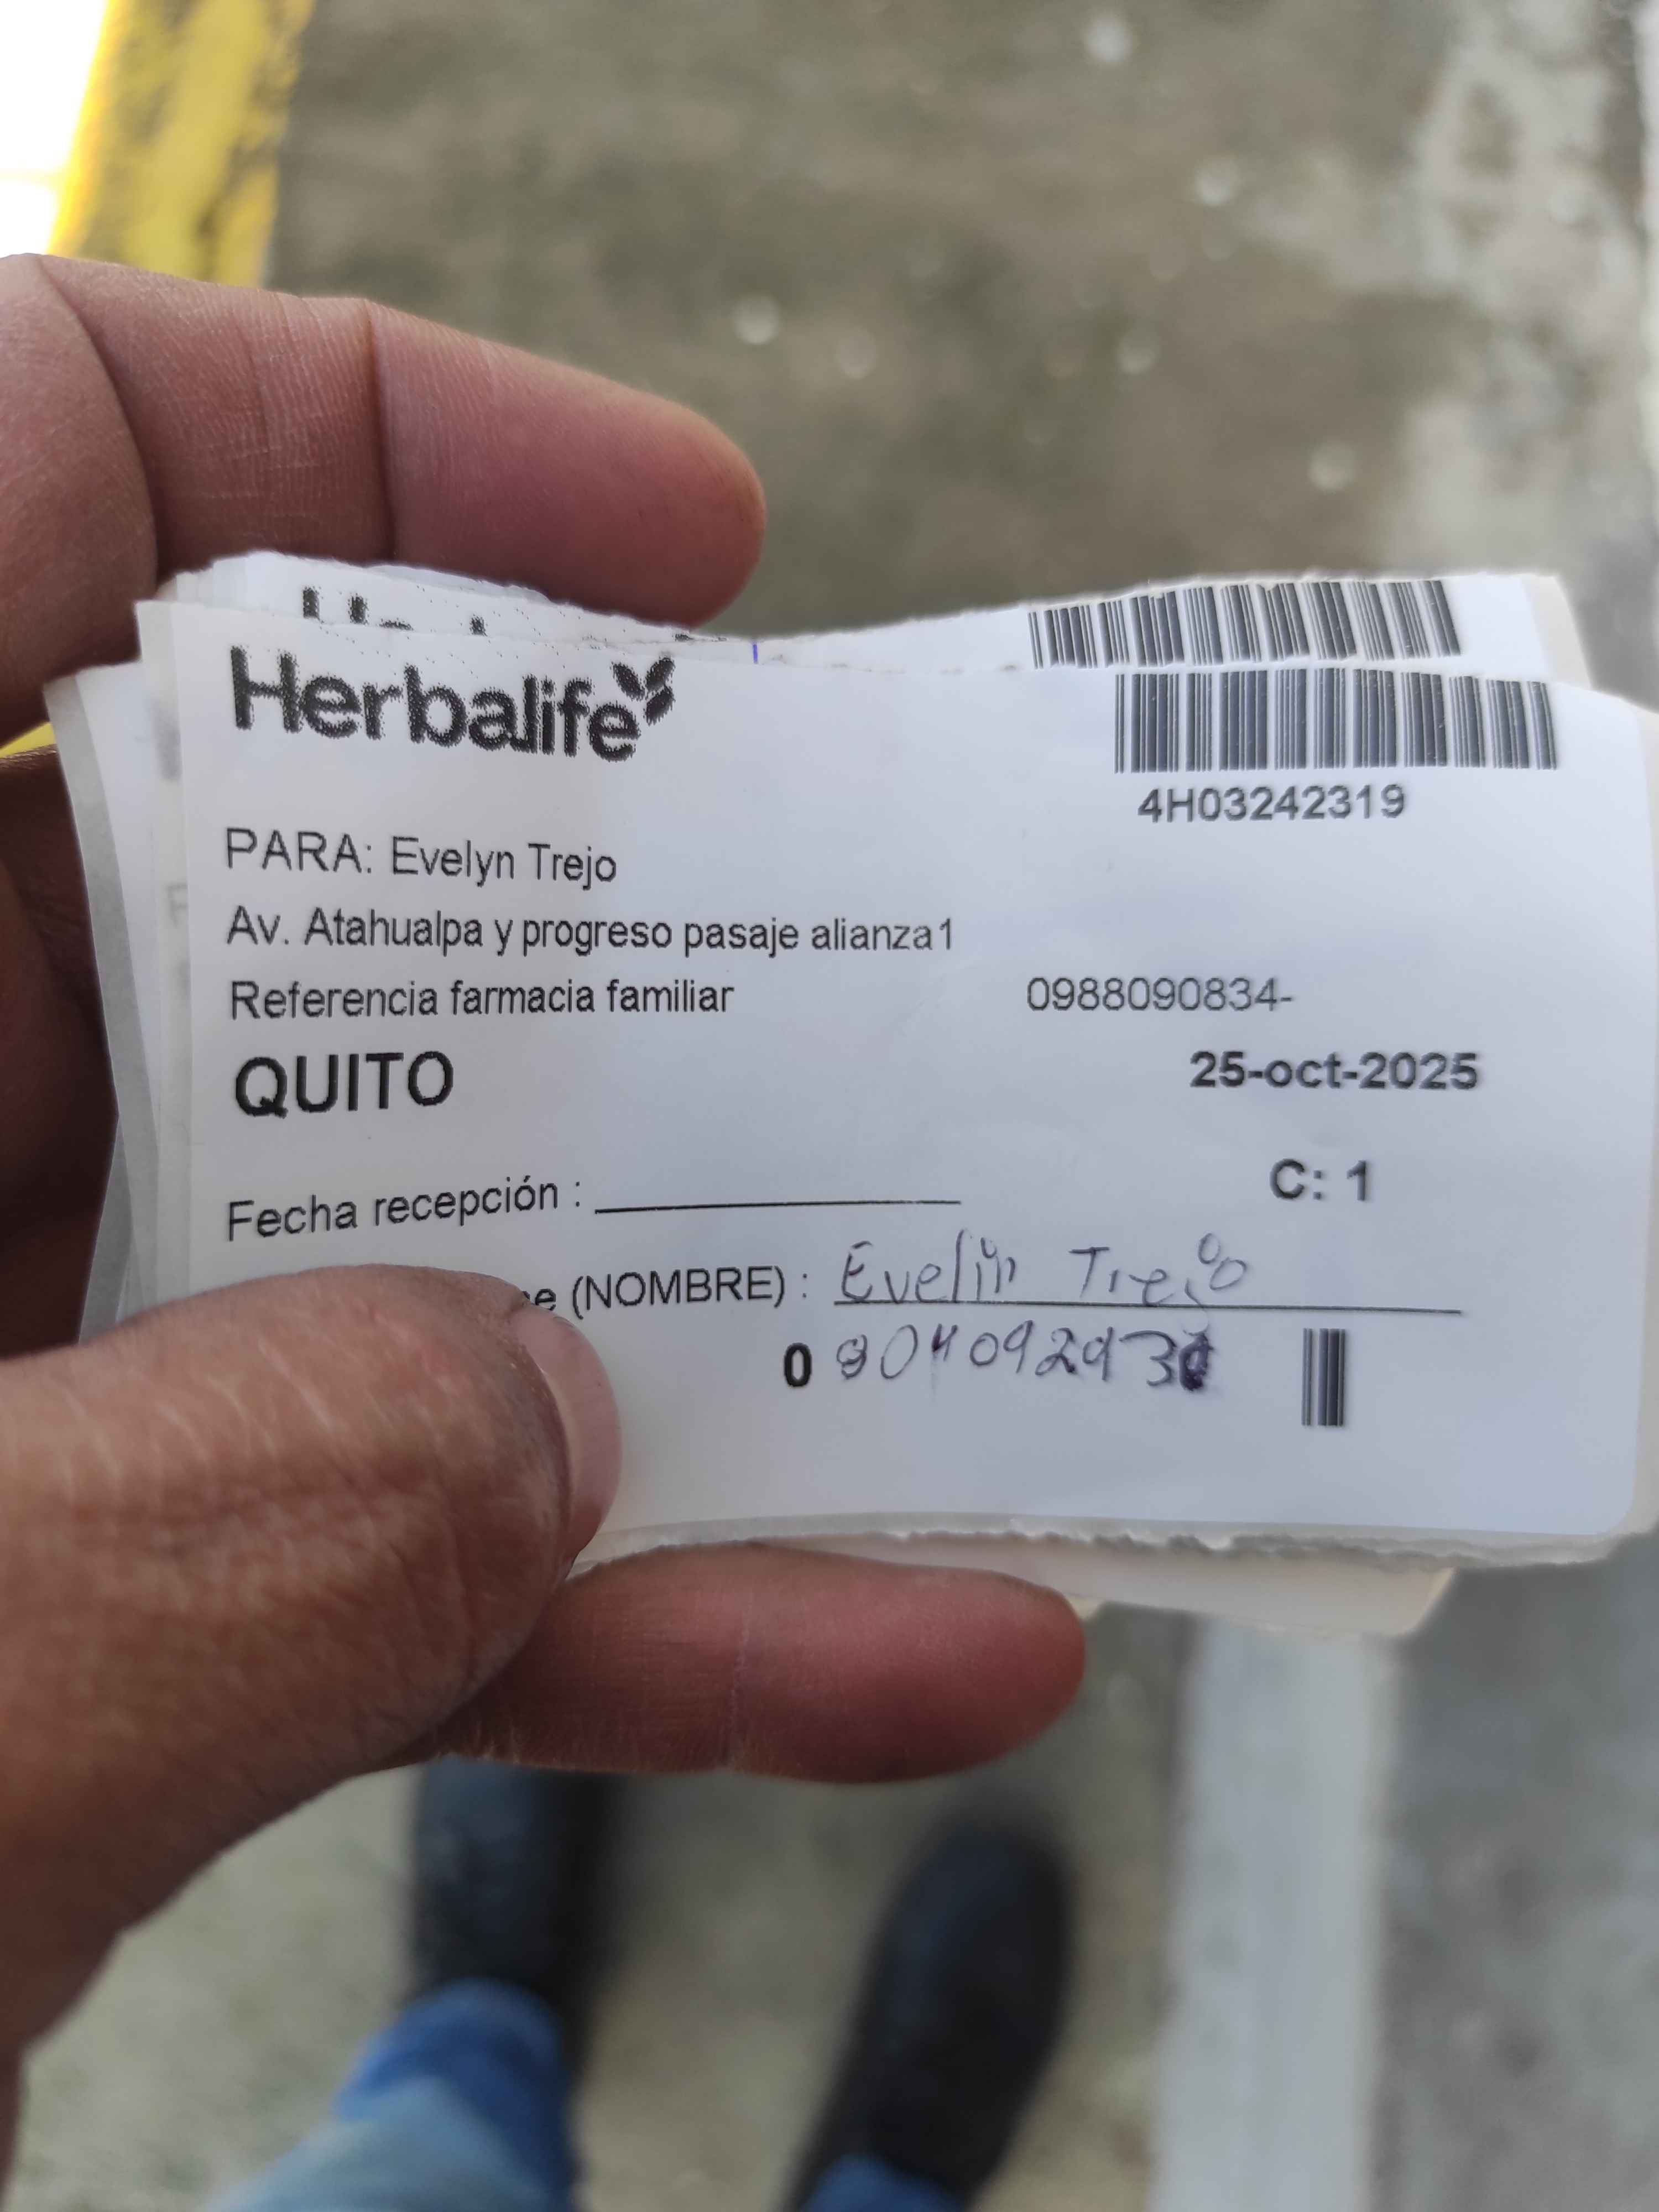 Herbalife
4H03242319
PARA: Evelyn Trejo
Av. Atahualpa y progreso pasaje alianza1
Referencia farmacia familiar 0988090834-
QUITO 25-oct-2025
Fecha recepción : C: 1
(NOMBRE) : Evelin Trejo
0